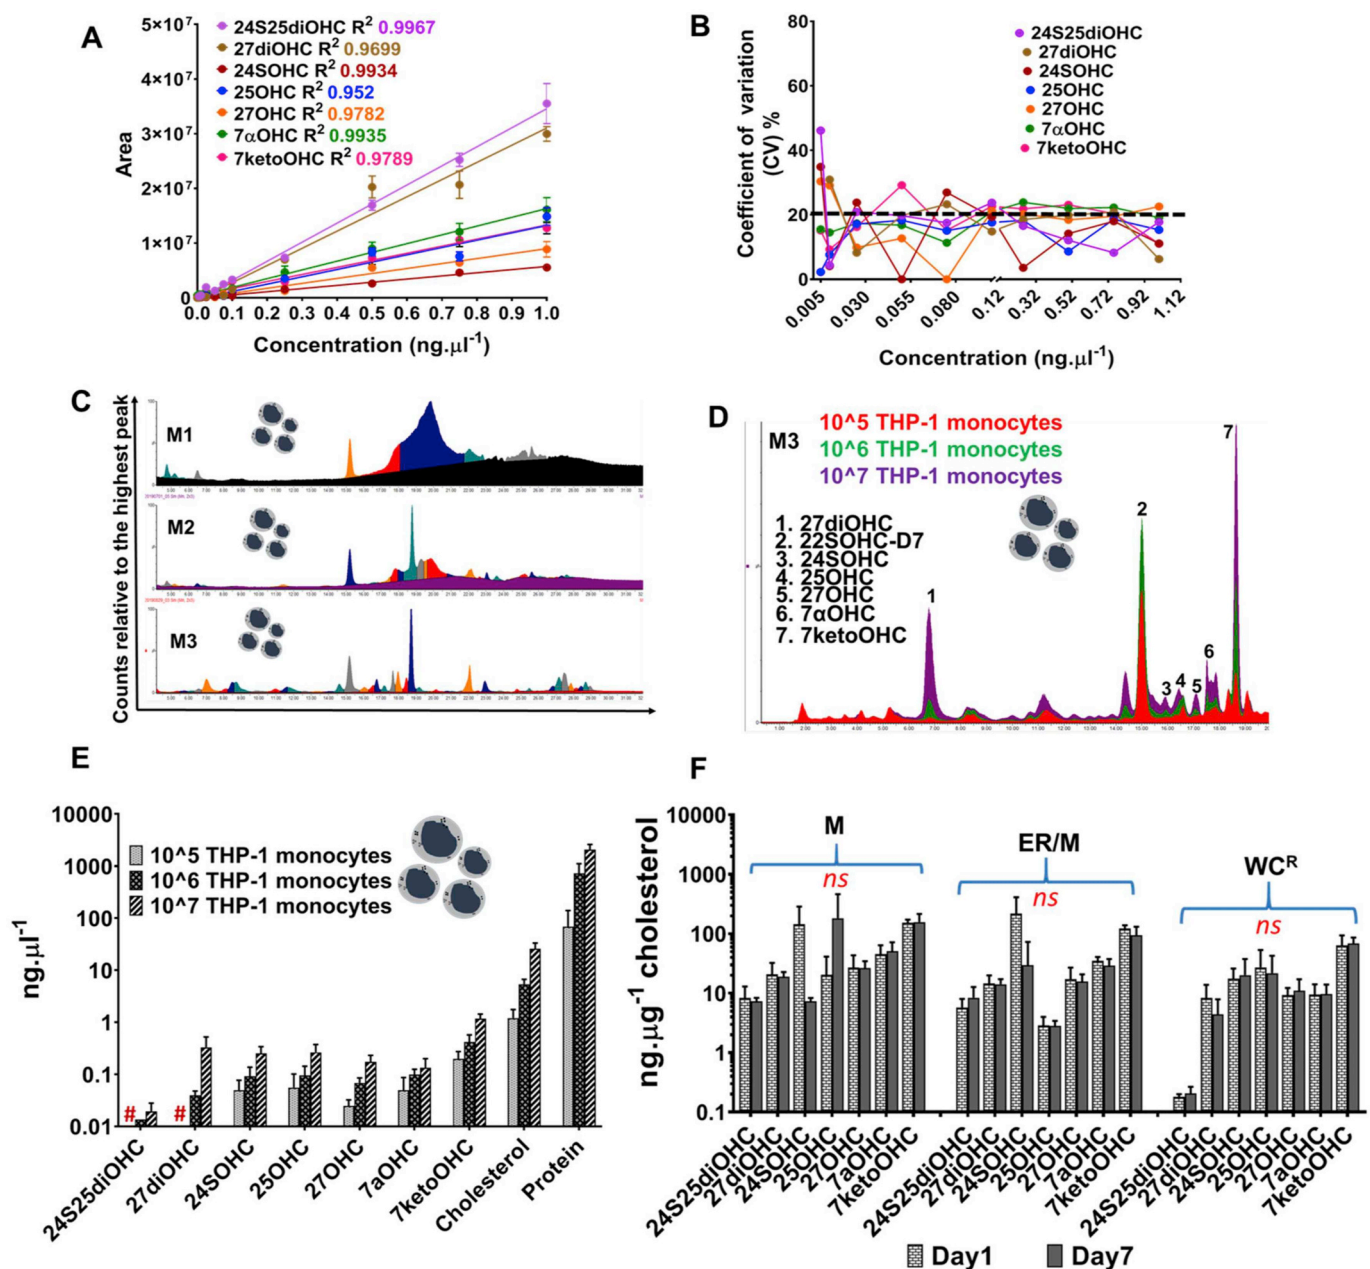 A
5×10⁷
4×10⁷
3×10⁷
2×10⁷
1×10⁷
0
Area
24S25diOHC R² 0.9967
27diOHC R² 0.9699
24SOHC R² 0.9934
25OHC R² 0.952
27OHC R² 0.9782
7αOHC R² 0.9935
7ketoOHC R² 0.9789
0.0 0.1 0.2 0.3 0.4 0.5 0.6 0.7 0.8 0.9 1.0
Concentration (ng.µl⁻¹)
B
80
60
40
20
0
Coefficient of variation
(CV) %
24S25diOHC
27diOHC
24SOHC
25OHC
27OHC
7αOHC
7ketoOHC
0.005 0.030 0.055 0.080 0.12 0.32 0.52 0.72 0.92 1.12
Concentration (ng.µl⁻¹)
C
Counts relative to the highest peak
M1
M2
M3
D
M3
10^5 THP-1 monocytes
10^6 THP-1 monocytes
10^7 THP-1 monocytes
1. 27diOHC
2. 22SOHC-D7
3. 24SOHC
4. 25OHC
5. 27OHC
6. 7αOHC
7. 7ketoOHC
1 2 3 4 5 6 7
E
10000
1000
100
10
1
0.1
0.01
ng.µl⁻¹
10^5 THP-1 monocytes
10^6 THP-1 monocytes
10^7 THP-1 monocytes
# #
24S25diOHC
27diOHC
24SOHC
25OHC
27OHC
7aOHC
7ketoOHC
Cholesterol
Protein
F
10000
1000
100
10
1
0.1
ng.µg⁻¹ cholesterol
M
ns
ER/M
ns
WCᴿ
ns
24S25diOHC
27diOHC
24SOHC
25OHC
27OHC
7aOHC
7ketoOHC
24S25diOHC
27diOHC
24SOHC
25OHC
27OHC
7aOHC
7ketoOHC
24S25diOHC
27diOHC
24SOHC
25OHC
27OHC
7aOHC
7ketoOHC
Day1
Day7